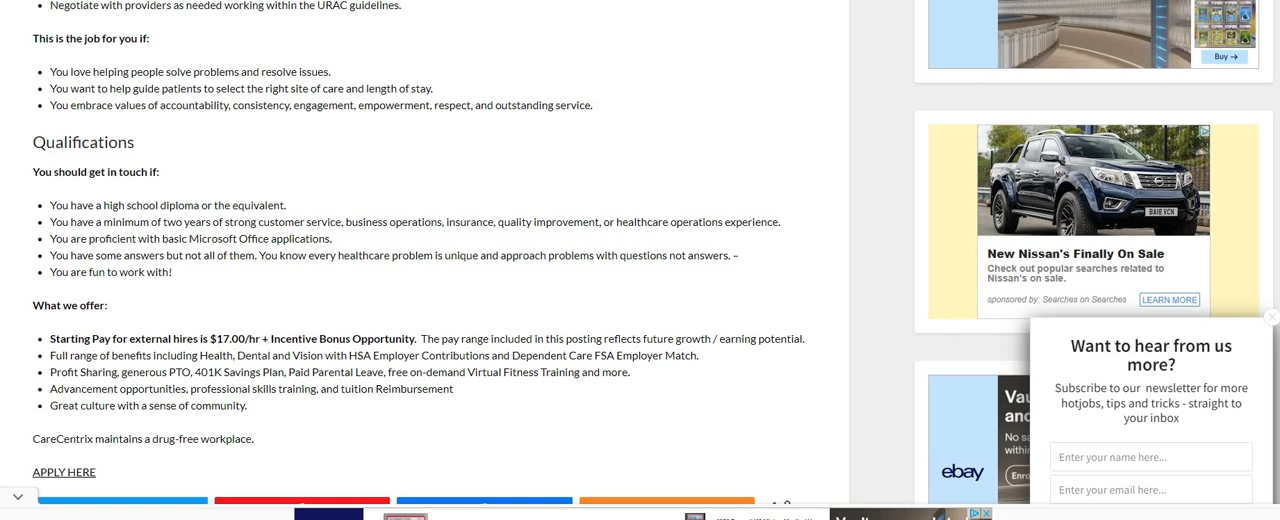 Negotiate with providers as needed working within the URAC guidelines.
This is the job for you if:
You love helping people solve problems and resolve issues.
You want to help guide patients to select the right site of care and length of stay.
You embrace values of accountability, consistency, engagement, empowerment, respect, and outstanding service.
Qualifications
You should get in touch if:
You have a high school diploma or the equivalent.
You have a minimum of two years of strong customer service, business operations, insurance, quality improvement, or healthcare operations experience.
You are proficient with basic Microsoft Office applications.
You have some answers but not all of them. You know every healthcare problem is unique and approach problems with questions not answers. –
You are fun to work with!
What we offer:
Starting Pay for external hires is $17.00/hr + Incentive Bonus Opportunity. The pay range included in this posting reflects future growth / earning potential.
Full range of benefits including Health, Dental and Vision with HSA Employer Contributions and Dependent Care FSA Employer Match.
Profit Sharing, generous PTO, 401K Savings Plan, Paid Parental Leave, free on-demand Virtual Fitness Training and more.
Advancement opportunities, professional skills training, and tuition Reimbursement
Great culture with a sense of community.
CareCentrix maintains a drug-free workplace.
APPLY HERE
Buy →
BA18 VCN
New Nissan's Finally On Sale
Check out popular searches related to
Nissan's on sale.
sponsored by: Searches on Searches
LEARN MORE
ebay
Want to hear from us
more?
Subscribe to our newsletter for more
hotjobs, tips and tricks - straight to
your inbox
Enter your name here...
Enter your email here...